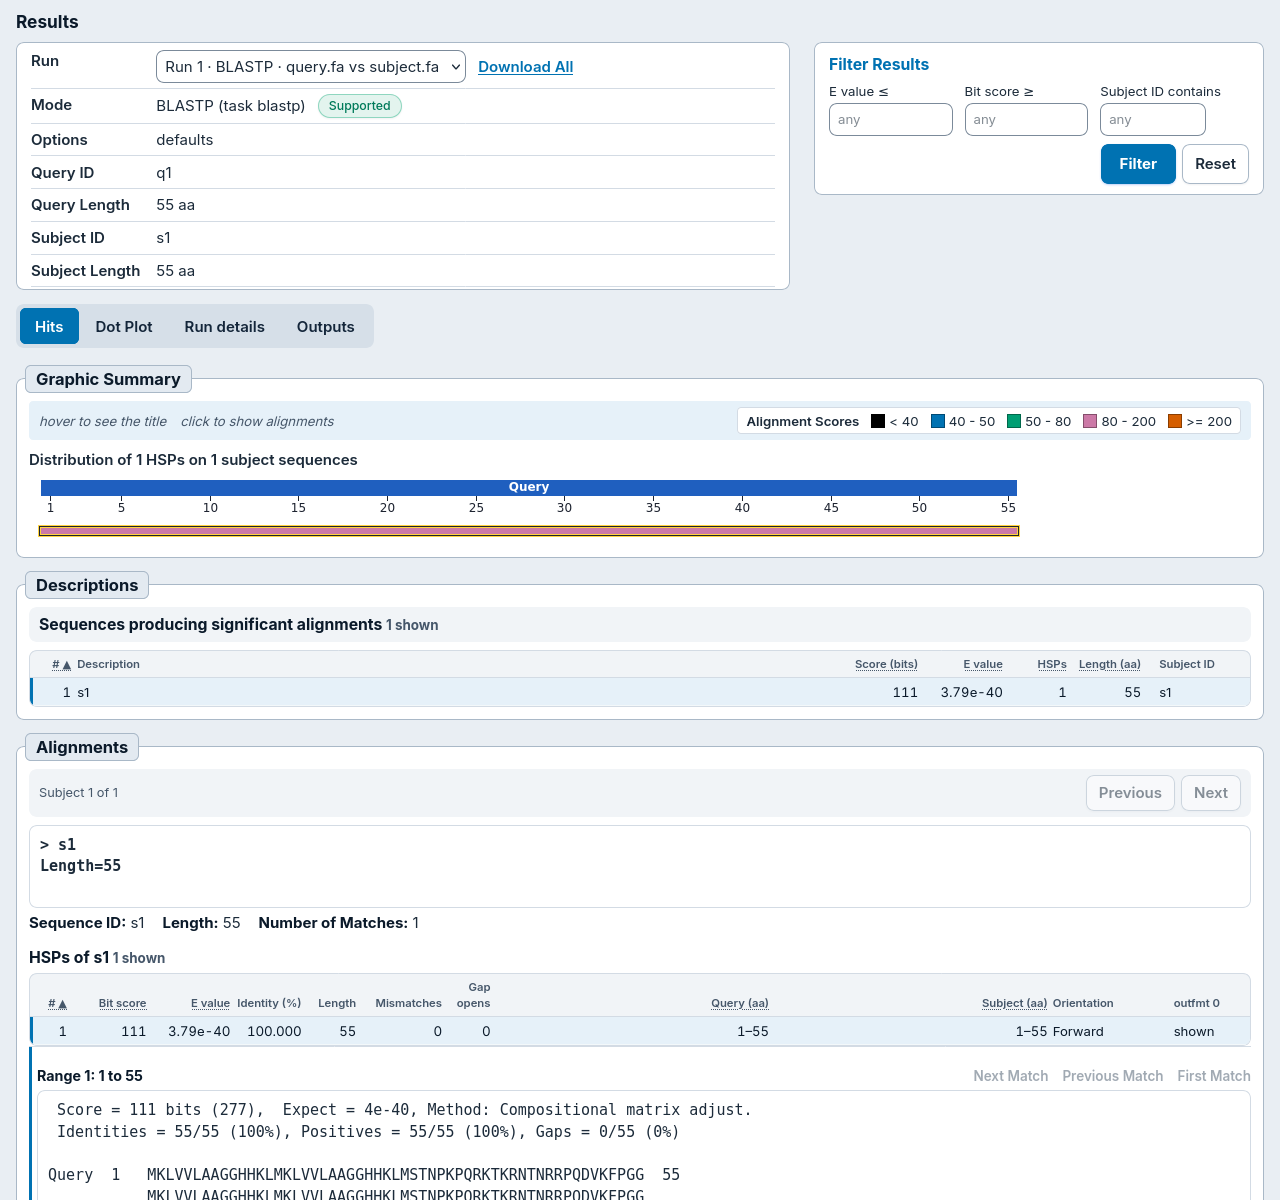 Results
Run
Run 1 · BLASTP · query.fa vs subject.fa
Download All
Mode
BLASTP (task blastp)
Supported
Options
defaults
Query ID
q1
Query Length
55 aa
Subject ID
s1
Subject Length
55 aa
Filter Results
E value ≤
Bit score ≥
Subject ID contains
any
any
any
Filter
Reset
Hits
Dot Plot
Run details
Outputs
Graphic Summary
hover to see the title click to show alignments
Alignment Scores < 40 40 - 50 50 - 80 80 - 200 >= 200
Distribution of 1 HSPs on 1 subject sequences
Query
1 5 10 15 20 25 30 35 40 45 50 55
Descriptions
Sequences producing significant alignments 1 shown
# ▲ Description Score (bits) E value HSPs Length (aa) Subject ID
1 s1 111 3.79e-40 1 55 s1
Alignments
Subject 1 of 1
Previous
Next
> s1
Length=55
Sequence ID: s1 Length: 55 Number of Matches: 1
HSPs of s1 1 shown
# ▲ Bit score E value Identity (%) Length Mismatches Gap opens Query (aa) Subject (aa) Orientation outfmt 0
1 111 3.79e-40 100.000 55 0 0 1–55 1–55 Forward shown
Range 1: 1 to 55
Next Match Previous Match First Match
Score = 111 bits (277),  Expect = 4e-40, Method: Compositional matrix adjust.
Identities = 55/55 (100%), Positives = 55/55 (100%), Gaps = 0/55 (0%)
Query  1   MKLVVLAAGGHHKLMKLVVLAAGGHHKLMSTNPKPQRKTKRNTNRRPQDVKFPGG  55